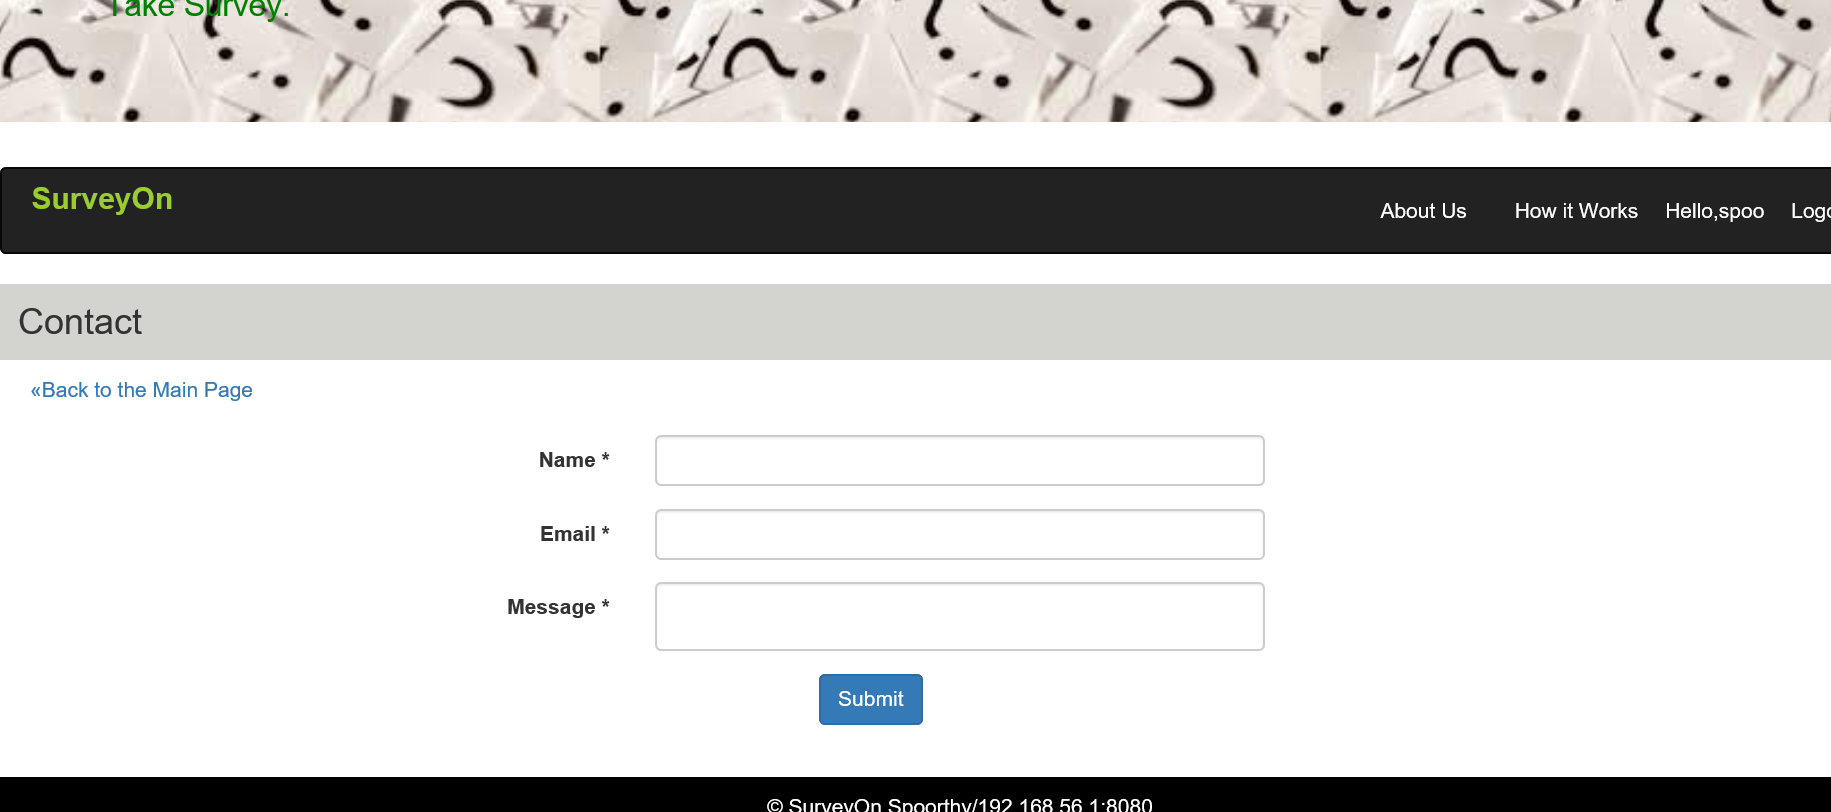 Take Survey.
SurveyOn
About Us How it Works Hello,spoo Logo
Contact
«Back to the Main Page
Name *
Email *
Message *
Submit
© SurveyOn Spoorthy/192.168.56.1:8080